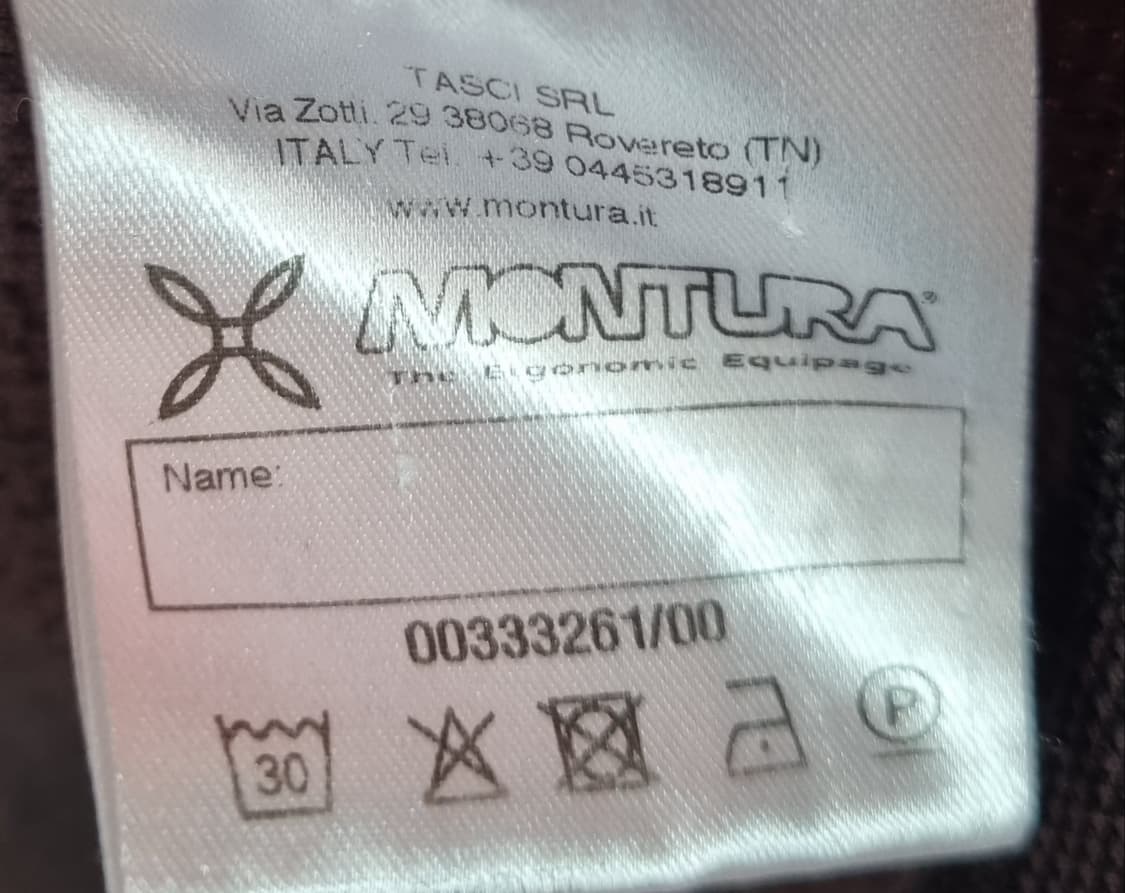 TASCI SRL
Via Zotti. 29 38068 Rovereto (TN)
ITALY Tel. +39 0445318911
www.montura.it
MONTURA®
The Ergonomic Equipage
Name:
00333261/00
30
P